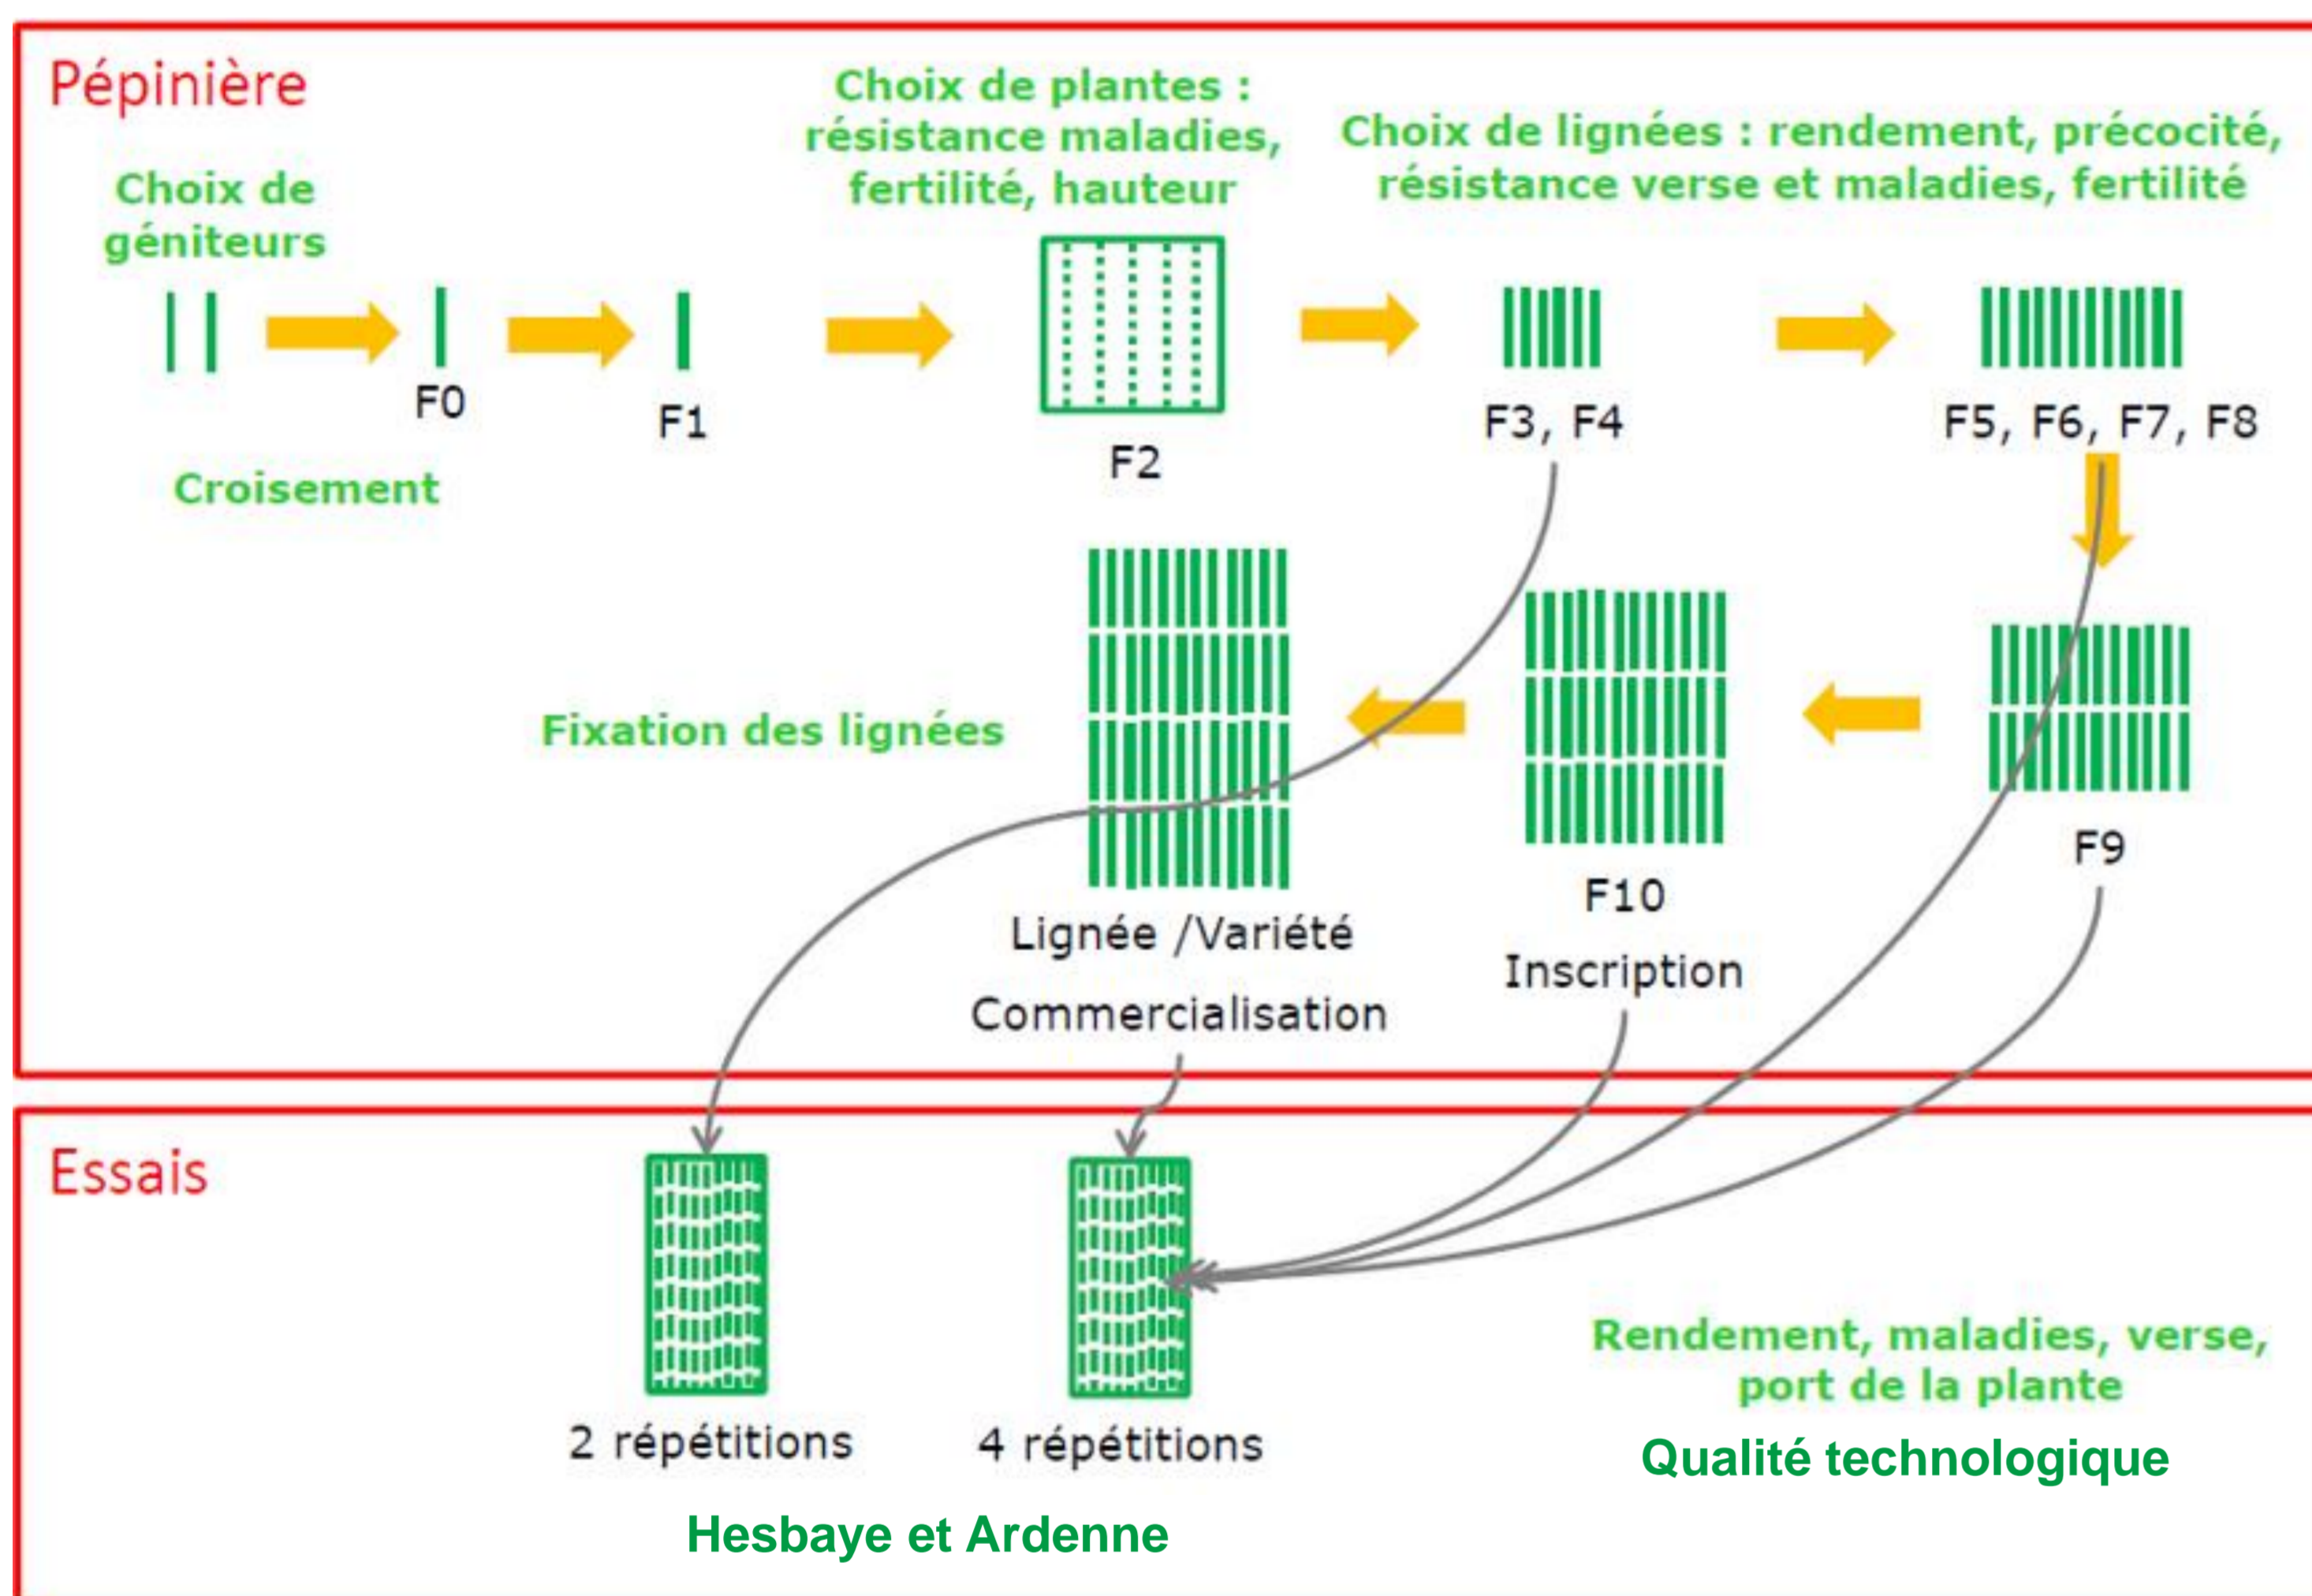 Pépinière
Choix de
géniteurs
Choix de plantes :
résistance maladies,
fertilité, hauteur
Choix de lignées : rendement, précocité,
résistance verse et maladies, fertilité
F0
F1
F2
F3, F4
F5, F6, F7, F8
Croisement
Fixation des lignées
Lignée /Variété
Commercialisation
F10
Inscription
F9
Essais
2 répétitions
4 répétitions
Hesbaye et Ardenne
Rendement, maladies, verse,
port de la plante
Qualité technologique